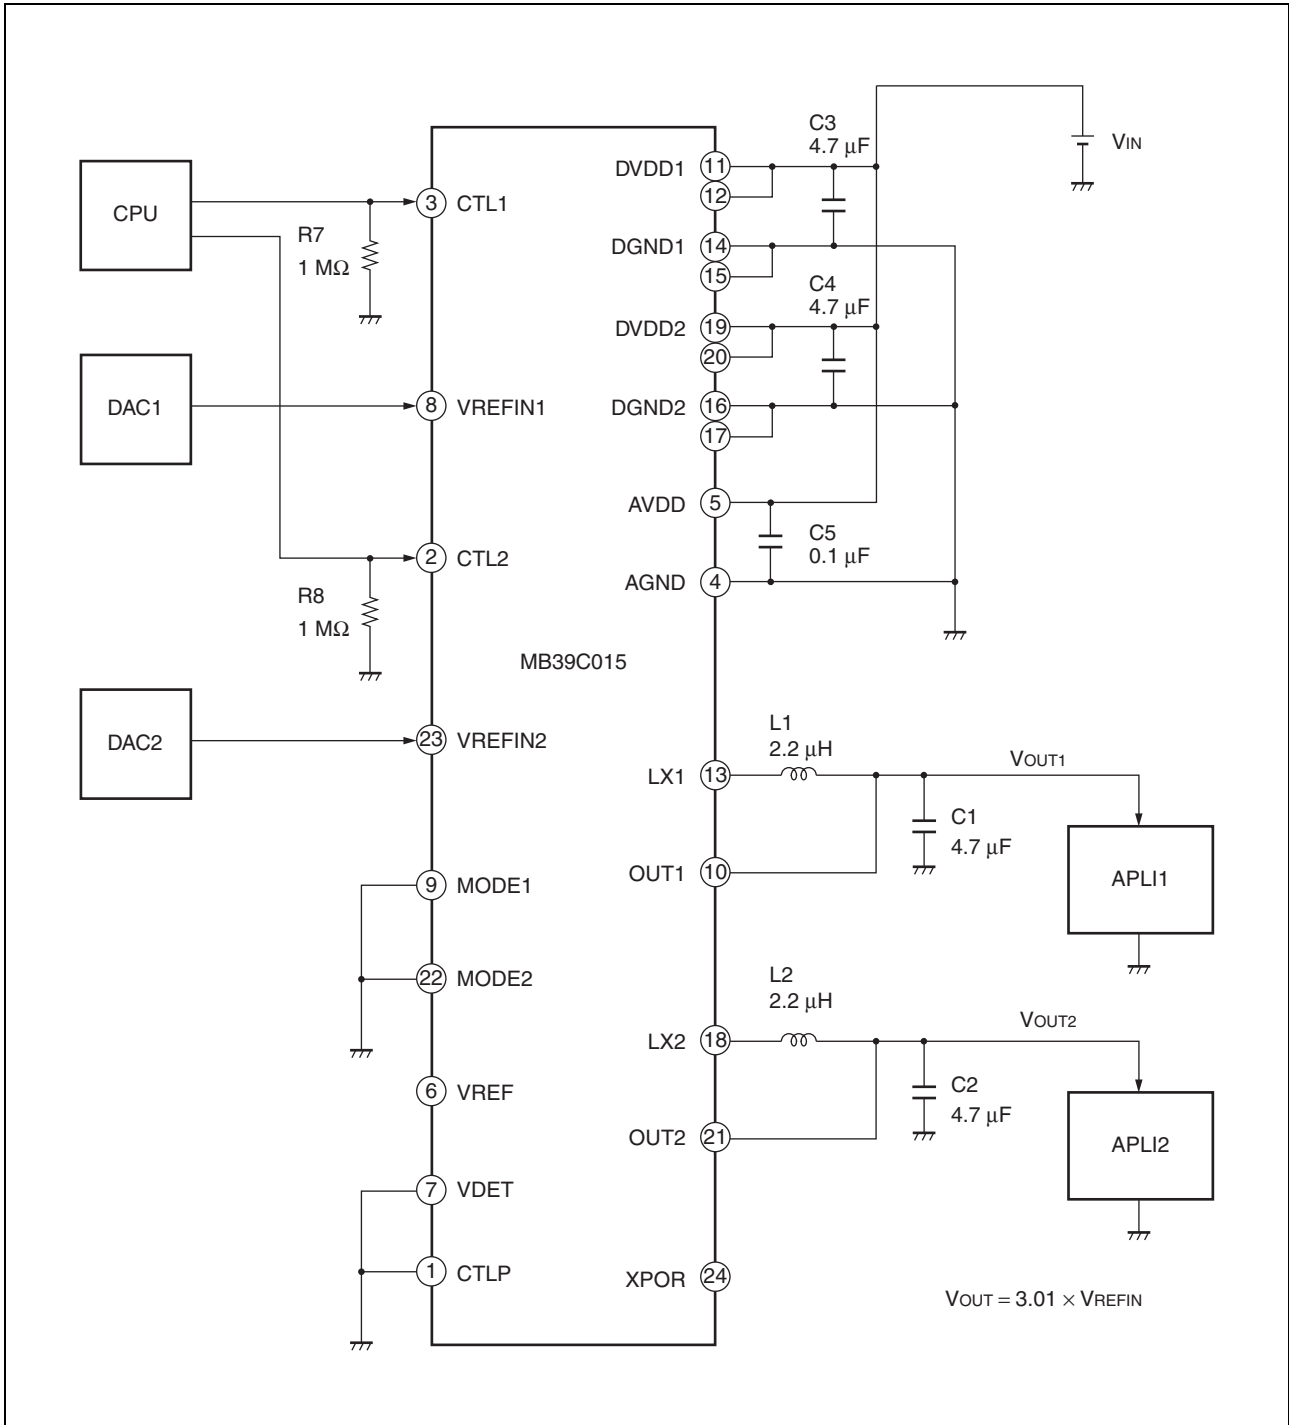 CPU
R7
1 MΩ
3 CTL1
DAC1
8 VREFIN1
2 CTL2
R8
1 MΩ
DAC2
23 VREFIN2
9 MODE1
22 MODE2
6 VREF
7 VDET
1 CTLP
MB39C015
DVDD1 11
12
DGND1 14
15
DVDD2 19
20
DGND2 16
17
AVDD 5
AGND 4
C3
4.7 μF
C4
4.7 μF
C5
0.1 μF
VIN
LX1 13
OUT1 10
L1
2.2 μH
C1
4.7 μF
VOUT1
APLI1
LX2 18
OUT2 21
L2
2.2 μH
C2
4.7 μF
VOUT2
APLI2
XPOR 24
VOUT = 3.01 × VREFIN